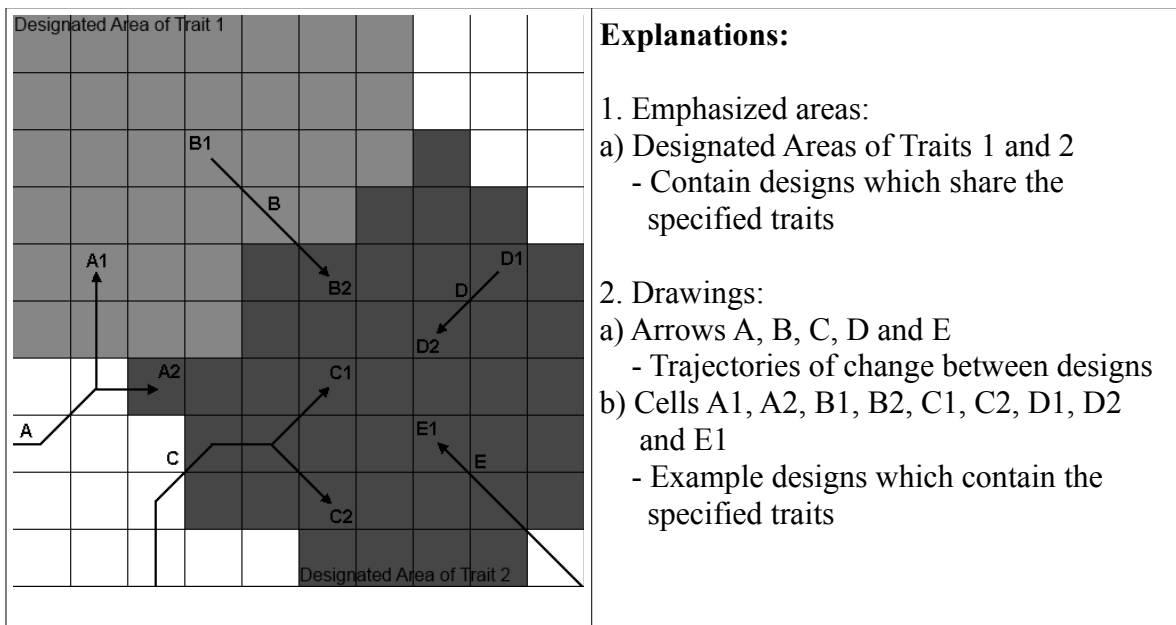 Designated Area of Trait 1
B1
B
A1
D1
B2
D
D2
A2
C1
A
E1
C
E
C2
Designated Area of Trait 2
Explanations:
1. Emphasized areas:
a) Designated Areas of Traits 1 and 2
- Contain designs which share the
specified traits
2. Drawings:
a) Arrows A, B, C, D and E
- Trajectories of change between designs
b) Cells A1, A2, B1, B2, C1, C2, D1, D2
and E1
- Example designs which contain the
specified traits